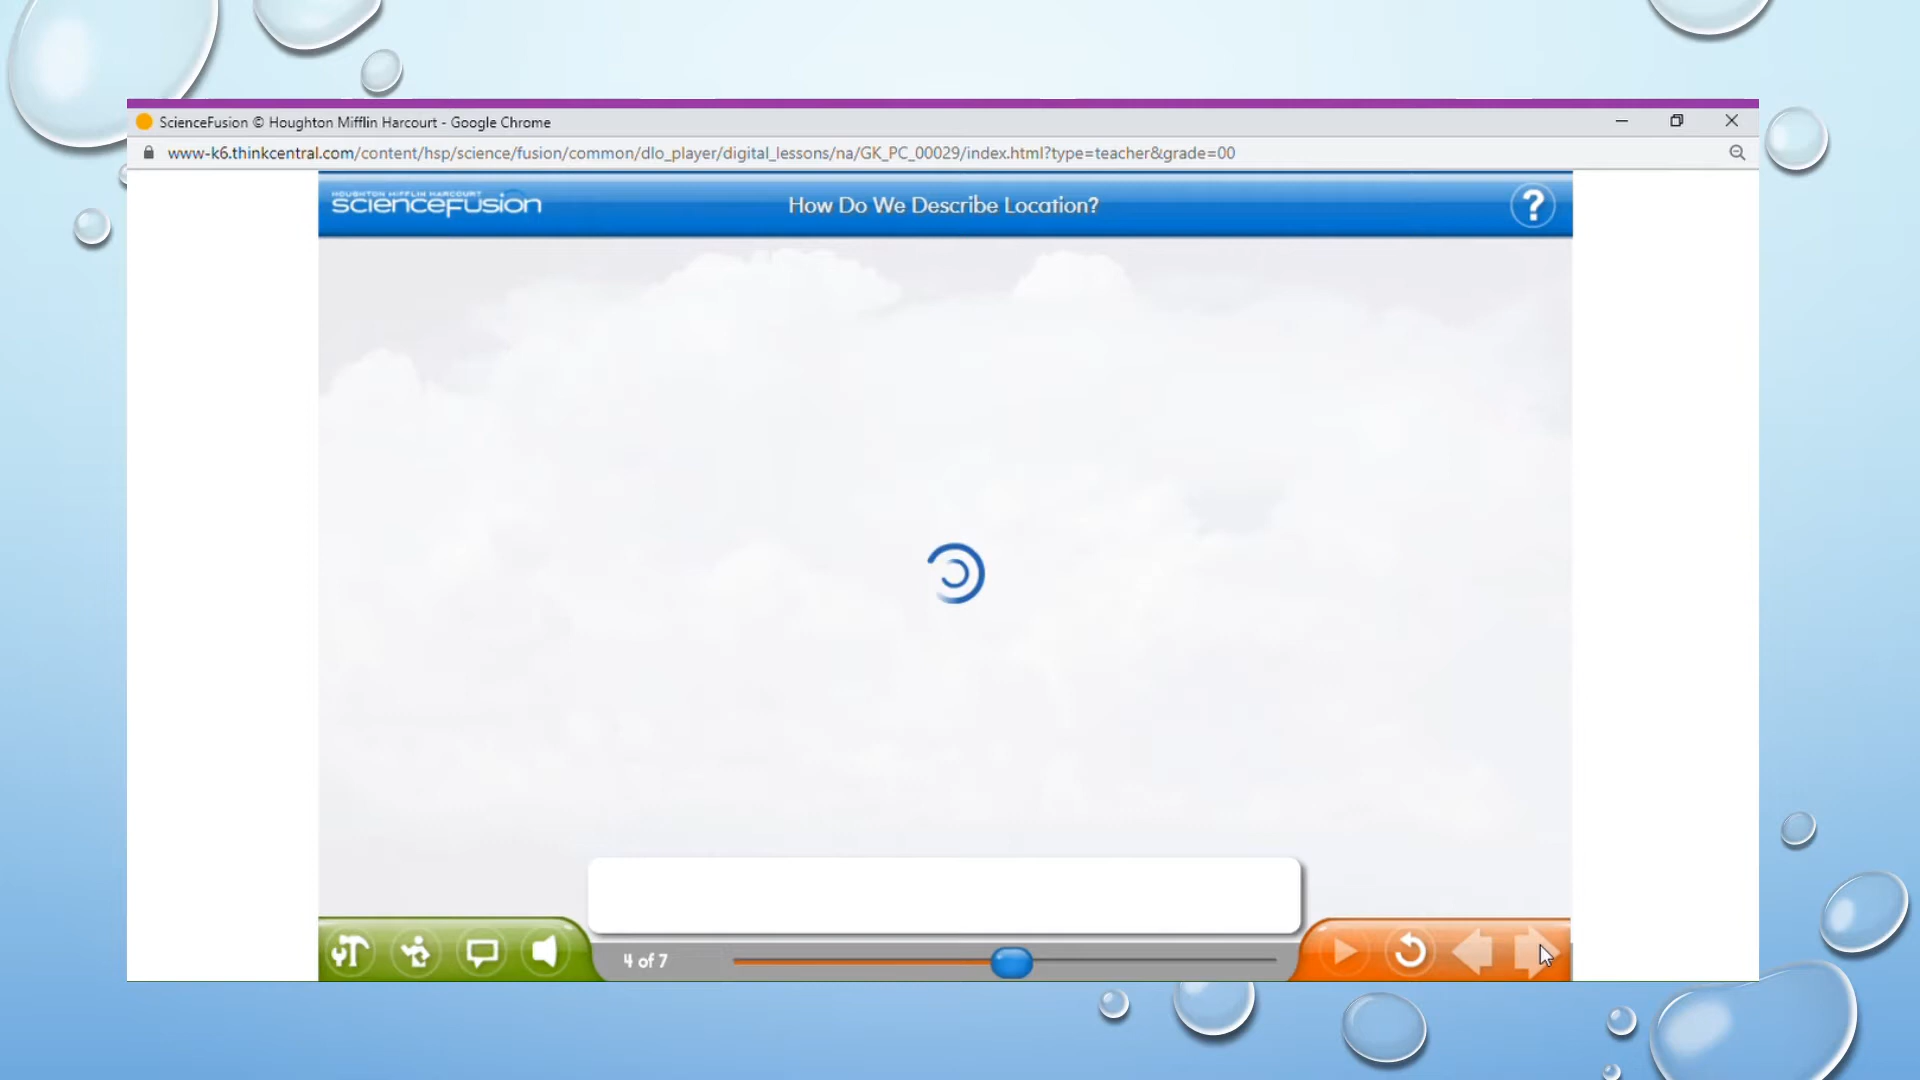 ScienceFusion © Houghton Mifflin Harcourt - Google Chrome
www-k6.thinkcentral.com/content/hsp/science/fusion/common/dlo_player/digital_lessons/na/GK_PC_00029/index.html?type=teacher&grade=00
HOUGHTON MIFFLIN HARCOURT
scienceFusion
How Do We Describe Location?
?
4 of 7